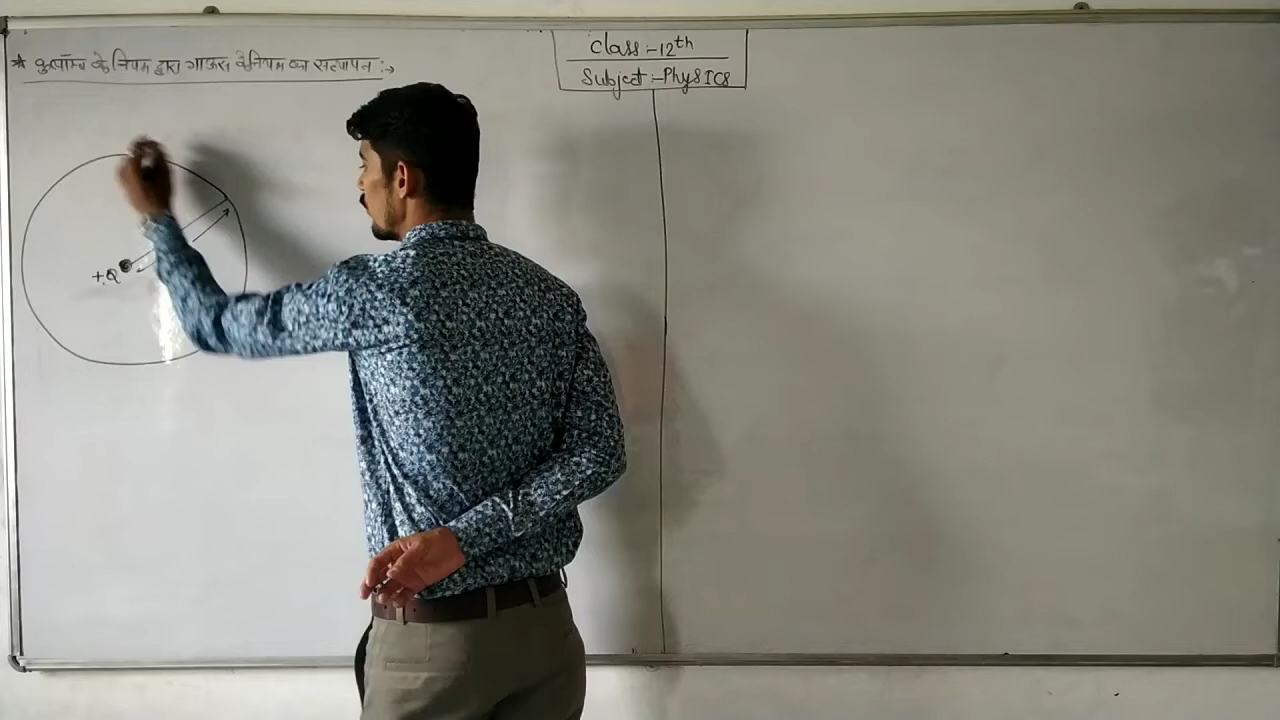 * कुलॉम्ब के नियम द्वारा गाऊस के नियम का सत्यापन :→
Class :- 12th
Subject :- PhySICS
+Q